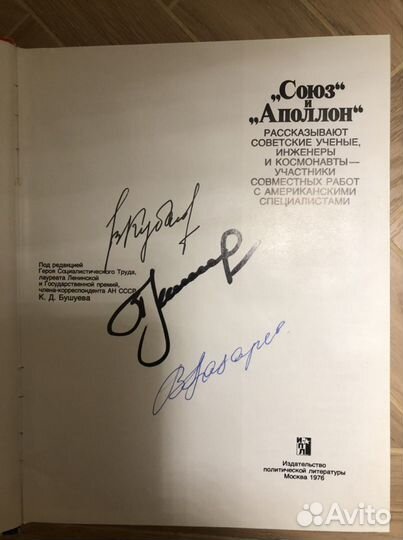 „Союз“
и
„Аполлон“
РАССКАЗЫВАЮТ
СОВЕТСКИЕ УЧЕНЫЕ,
ИНЖЕНЕРЫ
И КОСМОНАВТЫ—
УЧАСТНИКИ
СОВМЕСТНЫХ РАБОТ
С АМЕРИКАНСКИМИ
СПЕЦИАЛИСТАМИ
Под редакцией
Героя Социалистического Труда,
лауреата Ленинской
и Государственной премий,
члена-корреспондента АН СССР
К. Д. Бушуева
Издательство
политической литературы
Москва 1976
Avito